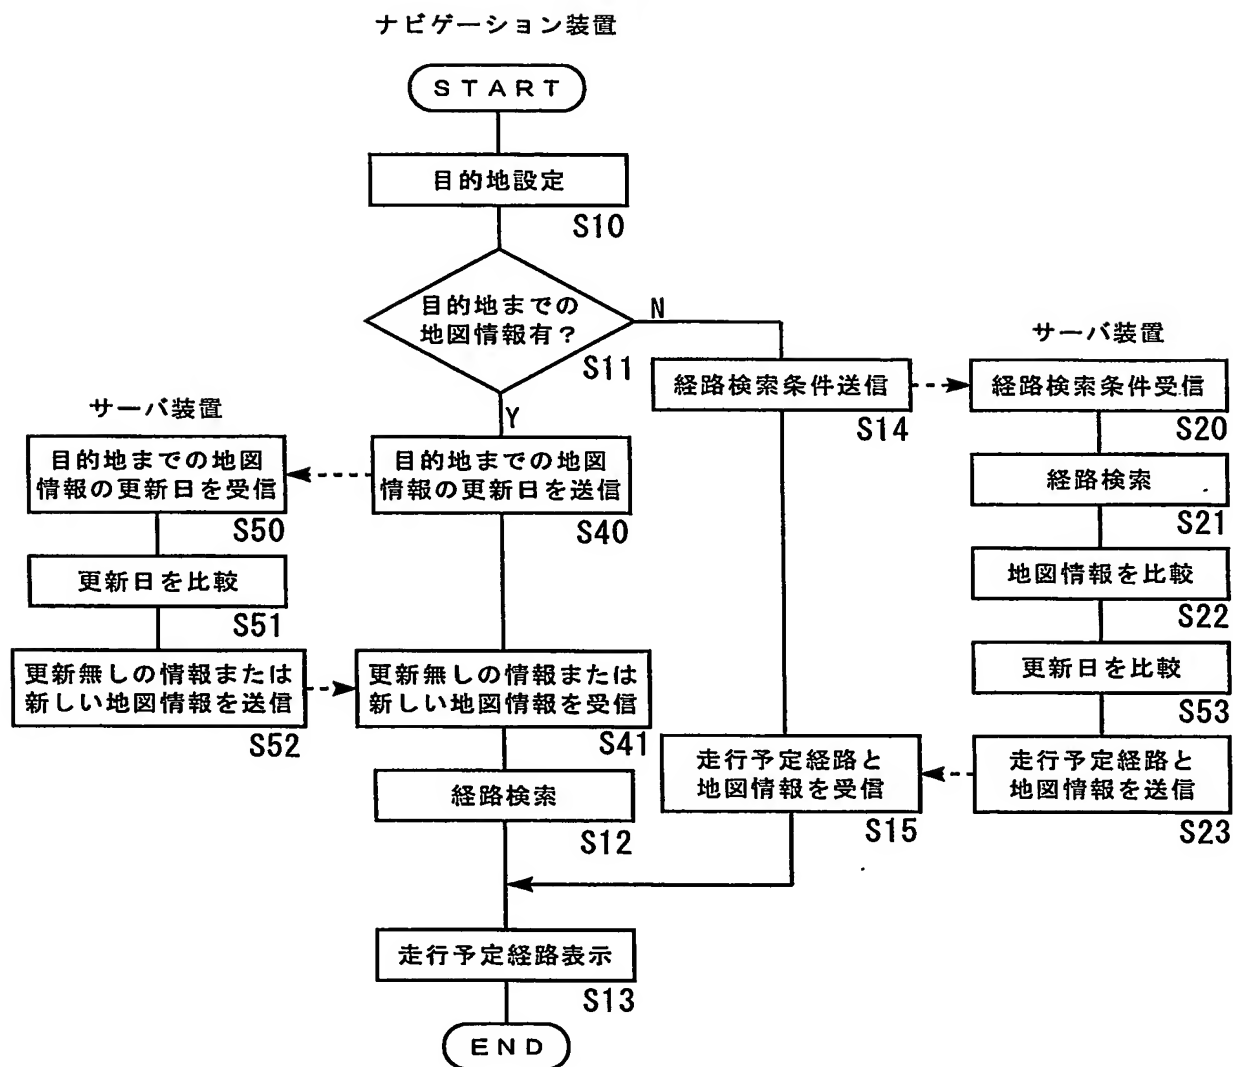 ナビゲーション装置
START
目的地設定
S10
目的地までの
地図情報有？
S11
N
Y
経路検索条件送信
S14
サーバ装置
経路検索条件受信
S20
経路検索
S21
地図情報を比較
S22
更新日を比較
S53
走行予定経路と
地図情報を送信
S23
走行予定経路と
地図情報を受信
S15
目的地までの地図
情報の更新日を送信
S40
サーバ装置
目的地までの地図
情報の更新日を受信
S50
更新日を比較
S51
更新無しの情報または
新しい地図情報を送信
S52
更新無しの情報または
新しい地図情報を受信
S41
経路検索
S12
走行予定経路表示
S13
END